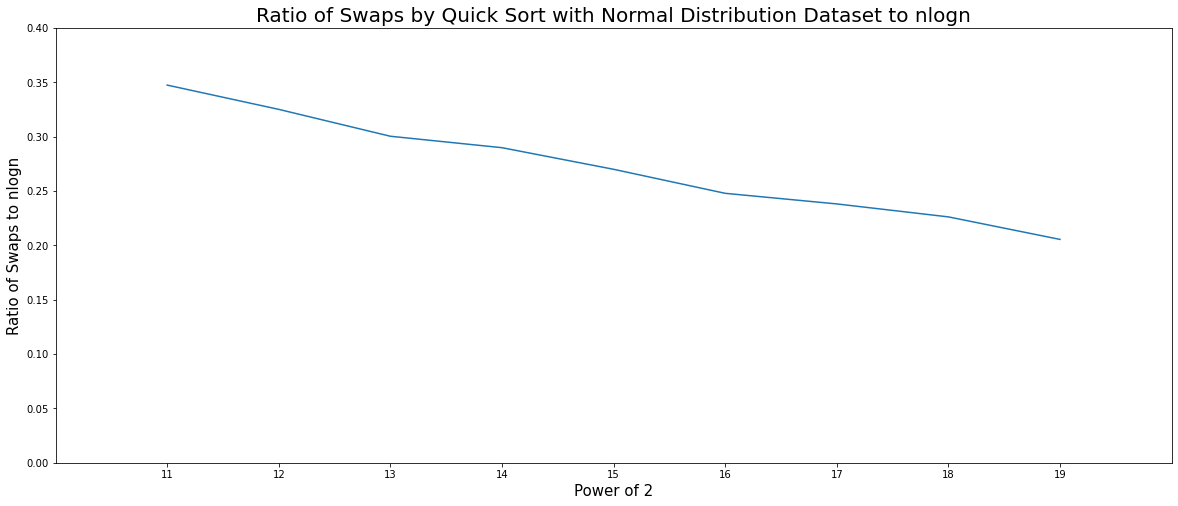 Ratio of Swaps by Quick Sort with Normal Distribution Dataset to nlogn
Ratio of Swaps to nlogn
0.40
0.35
0.30
0.25
0.20
0.15
0.10
0.05
0.00
11 12 13 14 15 16 17 18 19
Power of 2